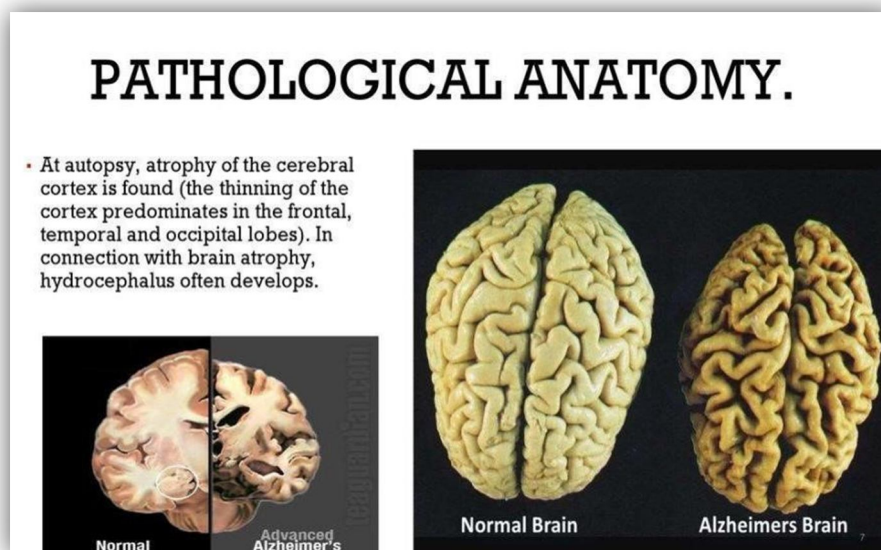 PATHOLOGICAL ANATOMY.
▪ At autopsy, atrophy of the cerebral
cortex is found (the thinning of the
cortex predominates in the frontal,
temporal and occipital lobes). In
connection with brain atrophy,
hydrocephalus often develops.
teaguardian.com
Normal
Advanced
Alzheimer's
Normal Brain
Alzheimers Brain
7